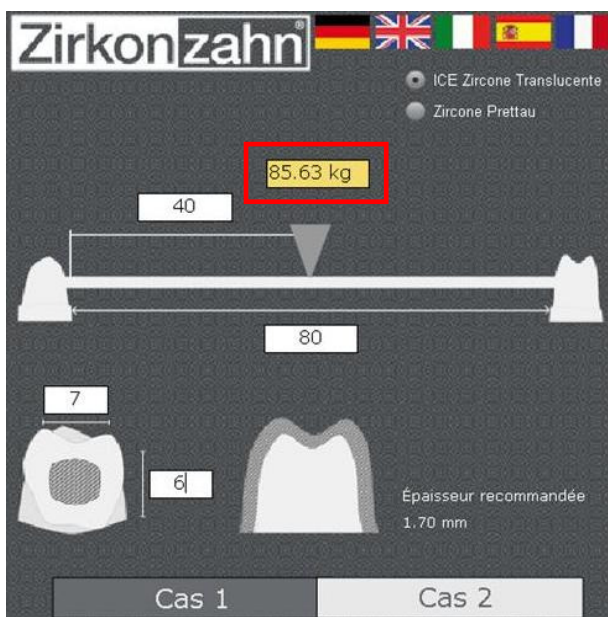 Zirkonzahn®
ICE Zircone Translucente
Zircone Prettau
85.63 kg
40
80
7
6
Épaisseur recommandée
1.70 mm
Cas 1
Cas 2